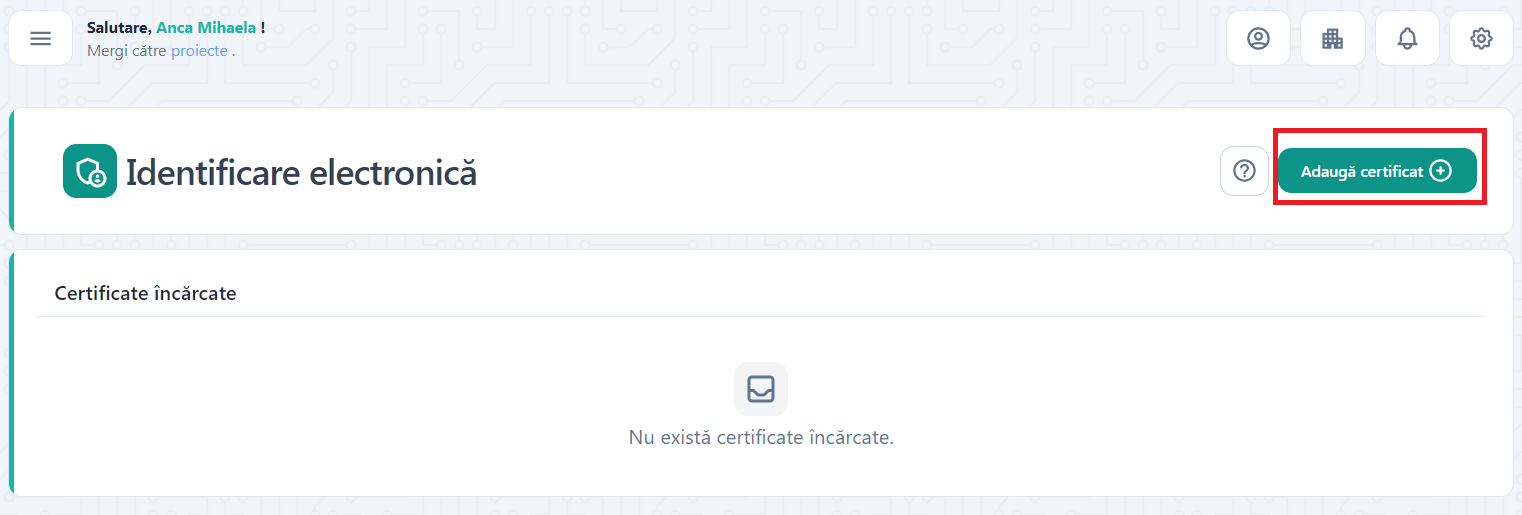 Salutare, Anca Mihaela !
Mergi către proiecte .
Identificare electronică
Adaugă certificat
Certificate încărcate
Nu există certificate încărcate.